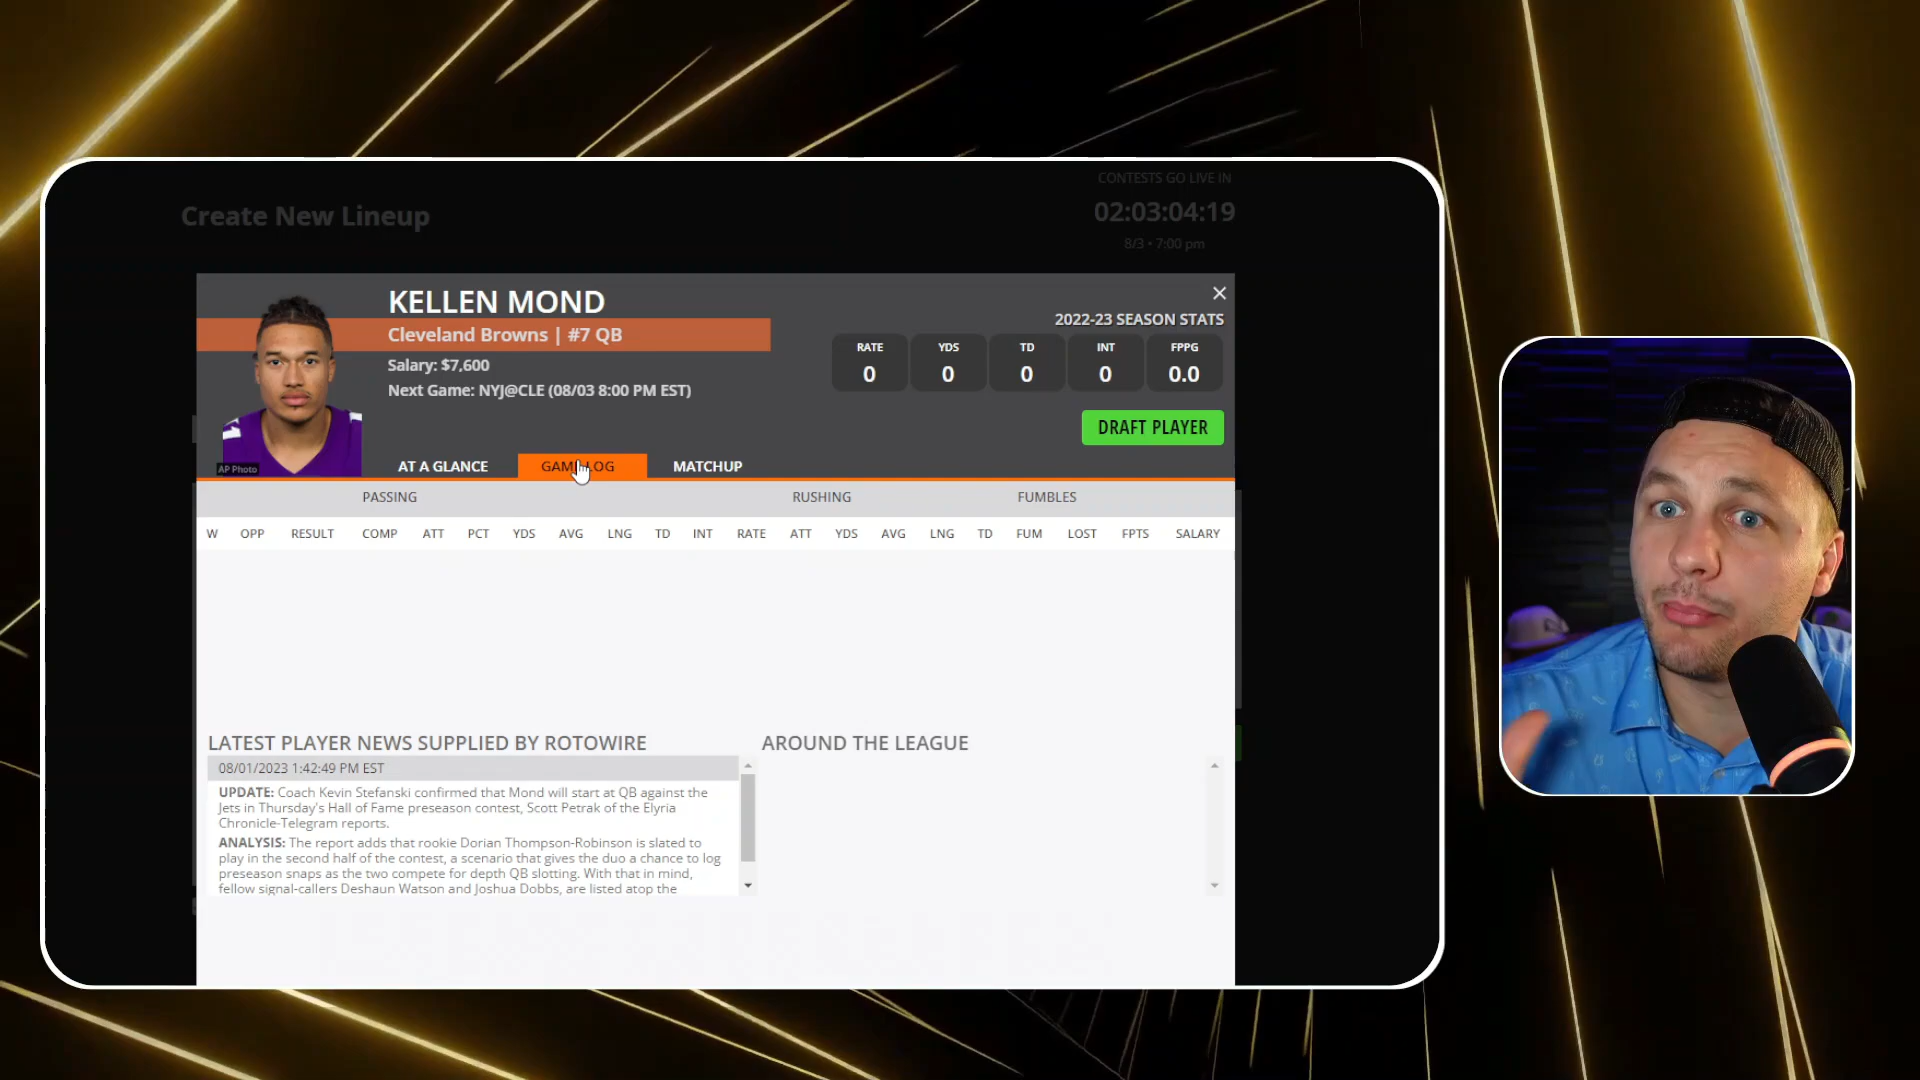 CONTESTS GO LIVE IN
Create New Lineup
02:03:04:19
8/3 • 7:00 pm
KELLEN MOND
Cleveland Browns | #7 QB
Salary: $7,600
Next Game: NYJ@CLE (08/03 8:00 PM EST)
2022-23 SEASON STATS
RATE YDS TD INT FPPG
0 0 0 0 0.0
DRAFT PLAYER
AP Photo
AT A GLANCE GAME LOG MATCHUP
PASSING RUSHING FUMBLES
W OPP RESULT COMP ATT PCT YDS AVG LNG TD INT RATE ATT YDS AVG LNG TD FUM LOST FPTS SALARY
LATEST PLAYER NEWS SUPPLIED BY ROTOWIRE
08/01/2023 1:42:49 PM EST
UPDATE: Coach Kevin Stefanski confirmed that Mond will start at QB against the
Jets in Thursday's Hall of Fame preseason contest, Scott Petrak of the Elyria
Chronicle-Telegram reports.
ANALYSIS: The report adds that rookie Dorian Thompson-Robinson is slated to
play in the second half of the contest, a scenario that gives the duo a chance to log
preseason snaps as the two compete for depth QB slotting. With that in mind,
fellow signal-callers Deshaun Watson and Joshua Dobbs, are listed atop the
AROUND THE LEAGUE